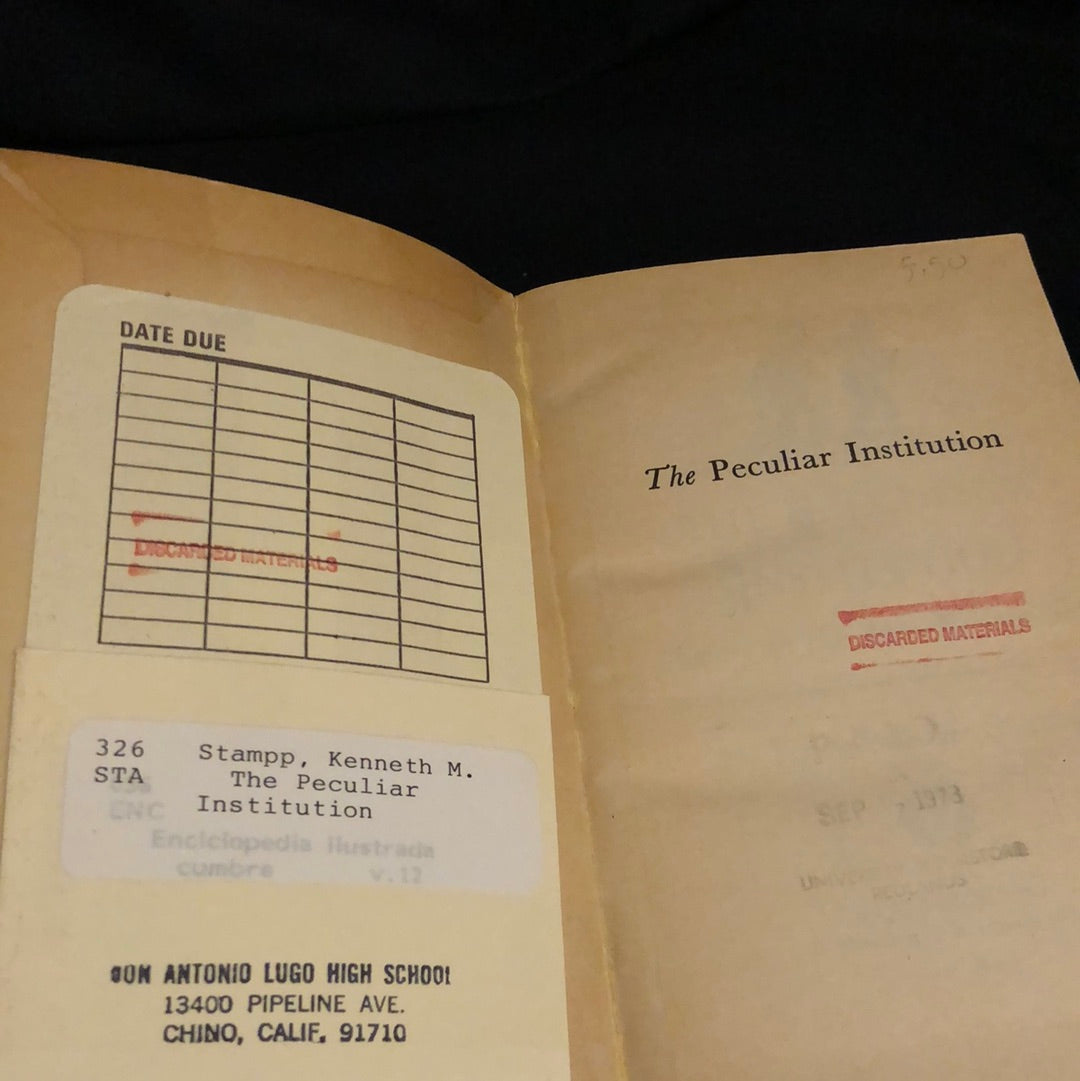 DATE DUE
DISCARDED MATERIALS
326 Stampp, Kenneth M.
STA The Peculiar
Institution
ENC
Enciclopedia ilustrada
cumbre v.12
DON ANTONIO LUGO HIGH SCHOOL
13400 PIPELINE AVE.
CHINO, CALIF. 91710
5.50
The Peculiar Institution
DISCARDED MATERIALS
SEP 1973